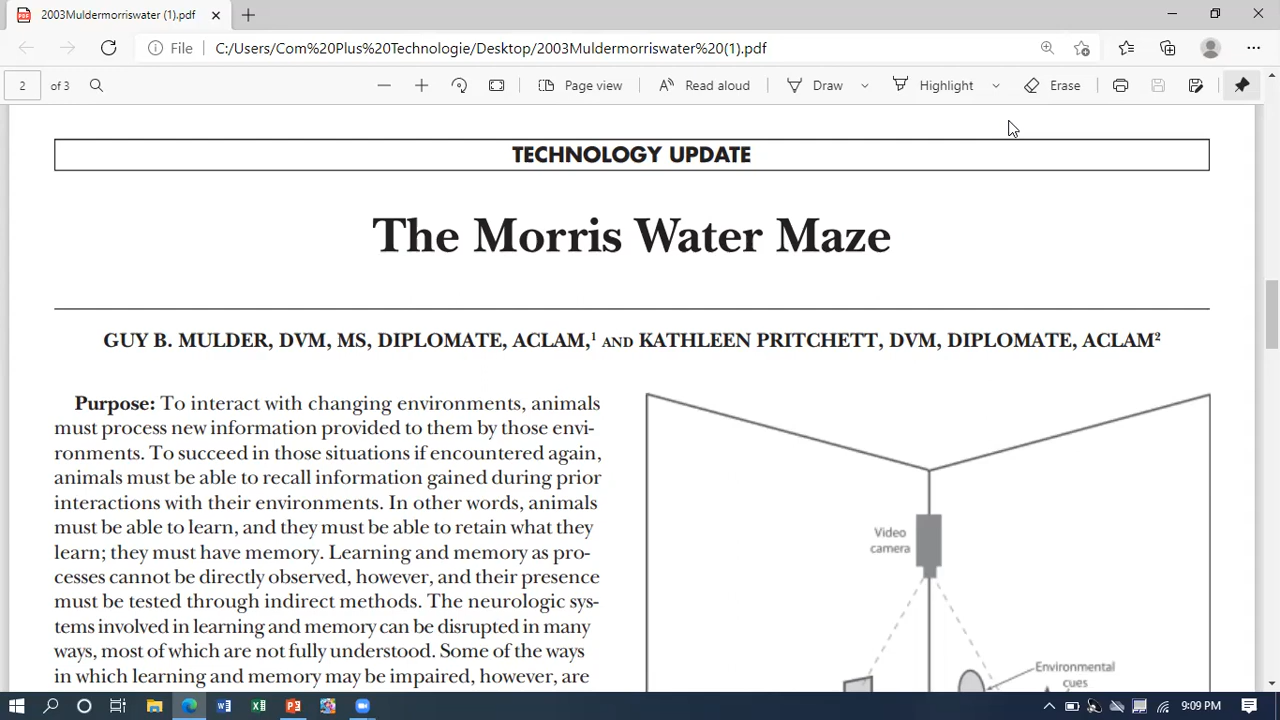 2003Muldermorriswater (1).pdf
File C:/Users/Com%20Plus%20Technologie/Desktop/2003Muldermorriswater%20(1).pdf
2 of 3 Page view Read aloud Draw Highlight Erase
TECHNOLOGY UPDATE
The Morris Water Maze
GUY B. MULDER, DVM, MS, DIPLOMATE, ACLAM,¹ AND KATHLEEN PRITCHETT, DVM, DIPLOMATE, ACLAM²
Purpose: To interact with changing environments, animals
must process new information provided to them by those envi-
ronments. To succeed in those situations if encountered again,
animals must be able to recall information gained during prior
interactions with their environments. In other words, animals
must be able to learn, and they must be able to retain what they
learn; they must have memory. Learning and memory as pro-
cesses cannot be directly observed, however, and their presence
must be tested through indirect methods. The neurologic sys-
tems involved in learning and memory can be disrupted in many
ways, most of which are not fully understood. Some of the ways
in which learning and memory may be impaired, however, are
Video
camera
Environmental
cues
9:09 PM